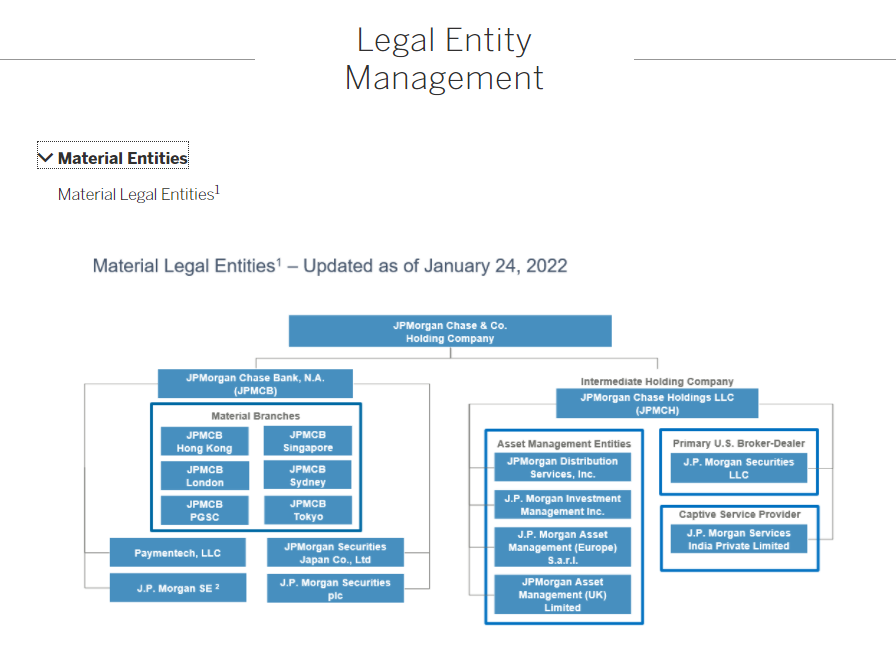 Legal Entity
Management
Material Entities
Material Legal Entities¹
Material Legal Entities¹ – Updated as of January 24, 2022
JPMorgan Chase & Co.
Holding Company
JPMorgan Chase Bank, N.A.
(JPMCB)
Material Branches
JPMCB
Hong Kong
JPMCB
Singapore
JPMCB
London
JPMCB
Sydney
JPMCB
PGSC
JPMCB
Tokyo
Paymentech, LLC
JPMorgan Securities
Japan Co., Ltd
J.P. Morgan SE ²
J.P. Morgan Securities
plc
Intermediate Holding Company
JPMorgan Chase Holdings LLC
(JPMCH)
Asset Management Entities
JPMorgan Distribution
Services, Inc.
J.P. Morgan Investment
Management Inc.
J.P. Morgan Asset
Management (Europe)
S.a.r.l.
JPMorgan Asset
Management (UK)
Limited
Primary U.S. Broker-Dealer
J.P. Morgan Securities
LLC
Captive Service Provider
J.P. Morgan Services
India Private Limited